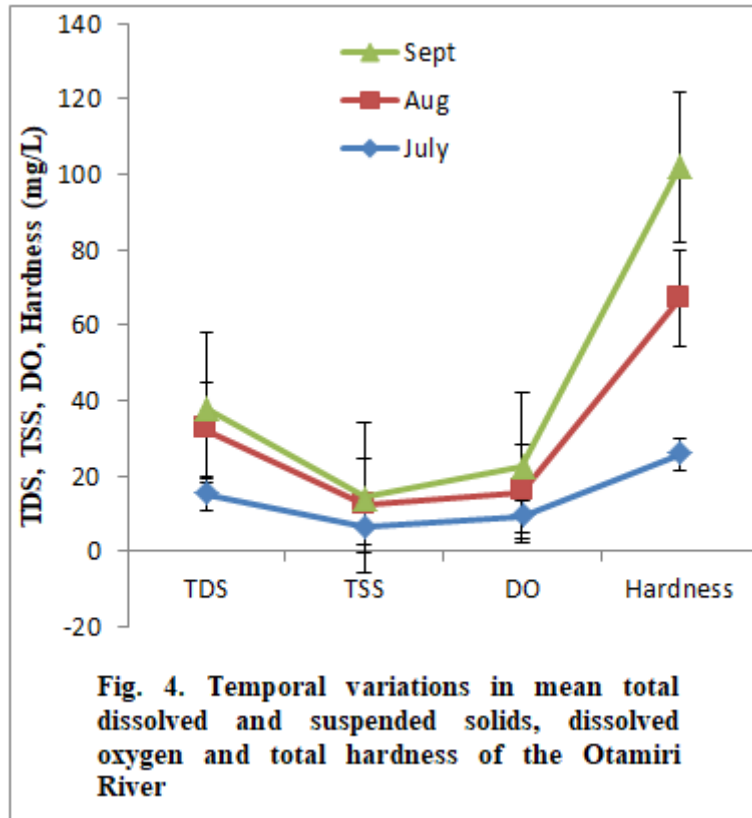 TDS, TSS, DO, Hardness (mg/L)
140
120
100
80
60
40
20
0
-20
Sept
Aug
July
TDS TSS DO Hardness
Fig. 4. Temporal variations in mean total
dissolved and suspended solids, dissolved
oxygen and total hardness of the Otamiri
River